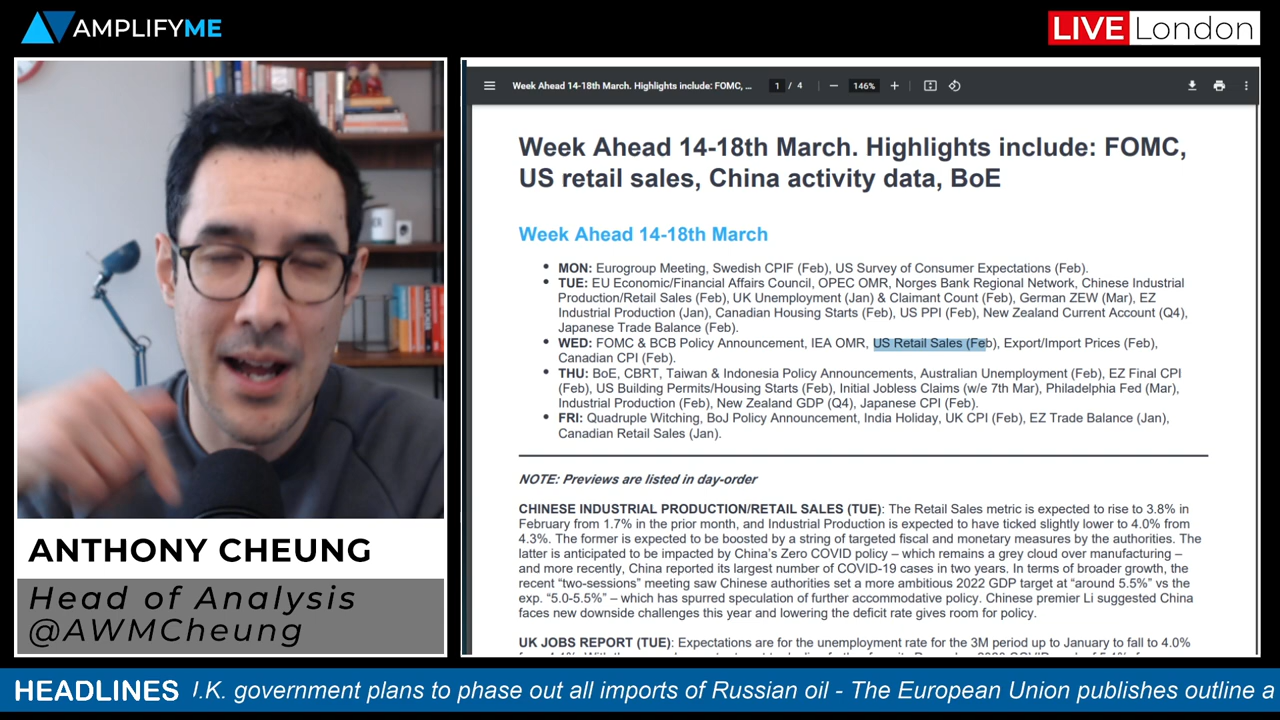 AMPLIFYME
LIVE London
Week Ahead 14-18th March. Highlights include: FOMC, ...
1 / 4
146%
Week Ahead 14-18th March. Highlights include: FOMC,
US retail sales, China activity data, BoE
Week Ahead 14-18th March
• MON: Eurogroup Meeting, Swedish CPIF (Feb), US Survey of Consumer Expectations (Feb).
• TUE: EU Economic/Financial Affairs Council, OPEC OMR, Norges Bank Regional Network, Chinese Industrial
Production/Retail Sales (Feb), UK Unemployment (Jan) & Claimant Count (Feb), German ZEW (Mar), EZ
Industrial Production (Jan), Canadian Housing Starts (Feb), US PPI (Feb), New Zealand Current Account (Q4),
Japanese Trade Balance (Feb).
• WED: FOMC & BCB Policy Announcement, IEA OMR, US Retail Sales (Feb), Export/Import Prices (Feb),
Canadian CPI (Feb).
• THU: BoE, CBRT, Taiwan & Indonesia Policy Announcements, Australian Unemployment (Feb), EZ Final CPI
(Feb), US Building Permits/Housing Starts (Feb), Initial Jobless Claims (w/e 7th Mar), Philadelphia Fed (Mar),
Industrial Production (Feb), New Zealand GDP (Q4), Japanese CPI (Feb).
• FRI: Quadruple Witching, BoJ Policy Announcement, India Holiday, UK CPI (Feb), EZ Trade Balance (Jan),
Canadian Retail Sales (Jan).
NOTE: Previews are listed in day-order
CHINESE INDUSTRIAL PRODUCTION/RETAIL SALES (TUE): The Retail Sales metric is expected to rise to 3.8% in
February from 1.7% in the prior month, and Industrial Production is expected to have ticked slightly lower to 4.0% from
4.3%. The former is expected to be boosted by a string of targeted fiscal and monetary measures by the authorities. The
latter is anticipated to be impacted by China's Zero COVID policy – which remains a grey cloud over manufacturing –
and more recently, China reported its largest number of COVID-19 cases in two years. In terms of broader growth, the
recent “two-sessions” meeting saw Chinese authorities set a more ambitious 2022 GDP target at “around 5.5%” vs the
exp. “5.0-5.5%” – which has spurred speculation of further accommodative policy. Chinese premier Li suggested China
faces new downside challenges this year and lowering the deficit rate gives room for policy.
UK JOBS REPORT (TUE): Expectations are for the unemployment rate for the 3M period up to January to fall to 4.0%
ANTHONY CHEUNG
Head of Analysis
@AWMCheung
HEADLINES I.K. government plans to phase out all imports of Russian oil - The European Union publishes outline a